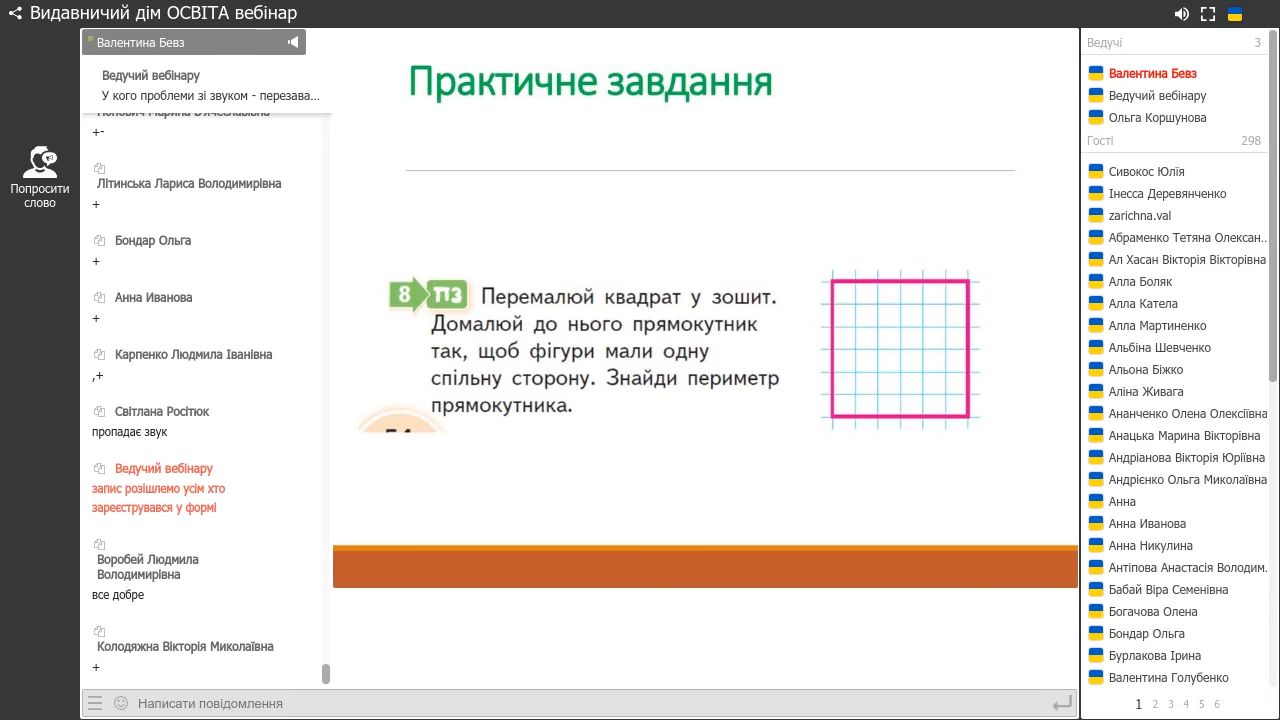 Видавничий дім ОСВІТА вебінар
Попросити
слово
Валентина Бевз
Ведучий вебінару
У кого проблеми зі звуком - перезава...
+-
Літинська Лариса Володимирівна
+
Бондар Ольга
+
Анна Иванова
+
Карпенко Людмила Іванівна
,+
Світлана Росітюк
пропадає звук
Ведучий вебінару
запис розішлемо усім хто
зареєструвався у формі
Воробей Людмила
Володимирівна
все добре
Колодяжна Вікторія Миколаївна
+
Написати повідомлення
Практичне завдання
8 ПЗ Перемалюй квадрат у зошит.
Домалюй до нього прямокутник
так, щоб фігури мали одну
спільну сторону. Знайди периметр
прямокутника.
Ведучі 3
Валентина Бевз
Ведучий вебінару
Ольга Коршунова
Гості 298
Сивокос Юлія
Інесса Деревянченко
zarichna.val
Абраменко Тетяна Олексан..
Ал Хасан Вікторія Вікторівна
Алла Боляк
Алла Катела
Алла Мартиненко
Альбіна Шевченко
Альона Біжко
Аліна Живага
Ананченко Олена Олексіївна
Анацька Марина Вікторівна
Андріанова Вікторія Юріївна
Андрієнко Ольга Миколаївна
Анна
Анна Иванова
Анна Никулина
Антіпова Анастасія Володим.
Бабай Віра Семенівна
Богачова Олена
Бондар Ольга
Бурлакова Ірина
Валентина Голубенко
1 2 3 4 5 6